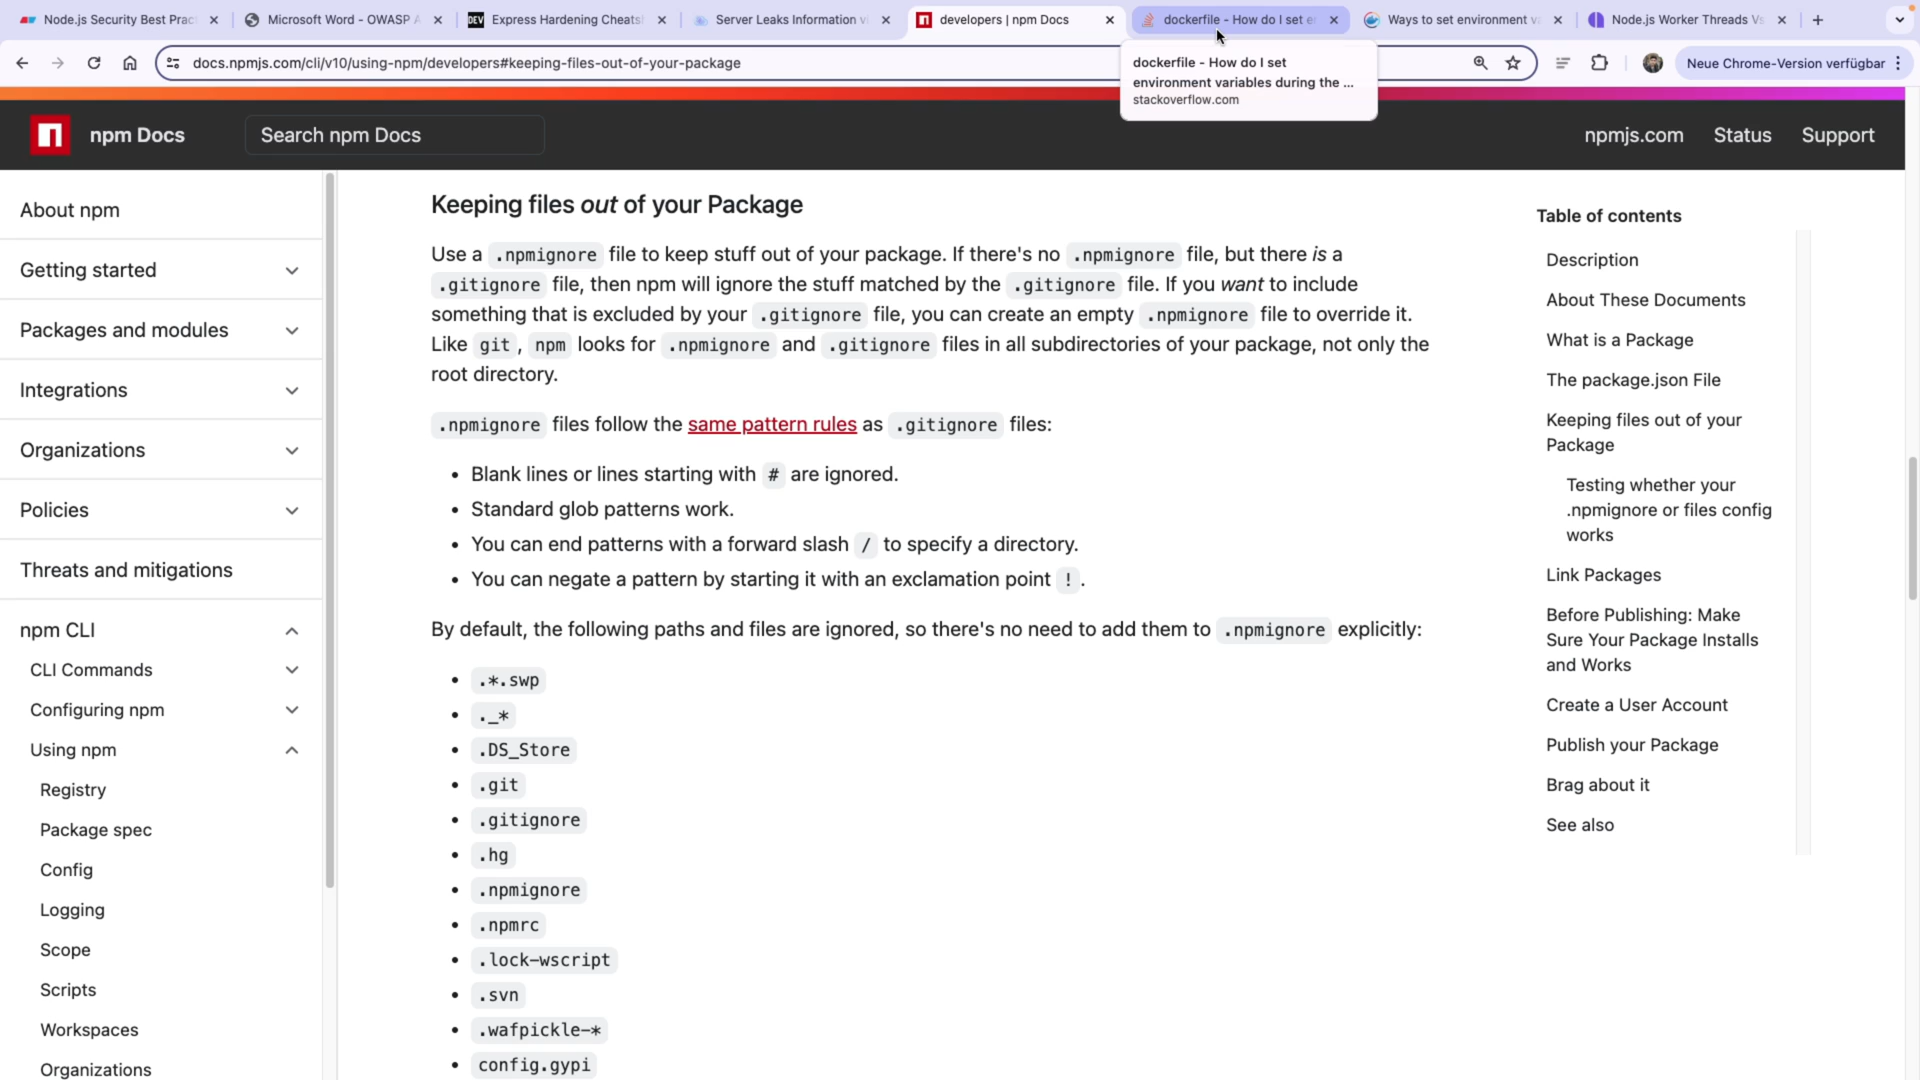 Node.js Security Best Prac
Microsoft Word - OWASP A
DEV Express Hardening Cheats
Server Leaks Information vi
developers | npm Docs
dockerfile - How do I set e
Ways to set environment va
Node.js Worker Threads Vs
docs.npmjs.com/cli/v10/using-npm/developers#keeping-files-out-of-your-package
Neue Chrome-Version verfügbar
dockerfile - How do I set
environment variables during the ...
stackoverflow.com
npm Docs
Search npm Docs
npmjs.com
Status
Support
About npm
Getting started
Packages and modules
Integrations
Organizations
Policies
Threats and mitigations
npm CLI
CLI Commands
Configuring npm
Using npm
Registry
Package spec
Config
Logging
Scope
Scripts
Workspaces
Organizations
Keeping files out of your Package
Use a .npmignore file to keep stuff out of your package. If there's no .npmignore file, but there is a
.gitignore file, then npm will ignore the stuff matched by the .gitignore file. If you want to include
something that is excluded by your .gitignore file, you can create an empty .npmignore file to override it.
Like git, npm looks for .npmignore and .gitignore files in all subdirectories of your package, not only the
root directory.
.npmignore files follow the same pattern rules as .gitignore files:
• Blank lines or lines starting with # are ignored.
• Standard glob patterns work.
• You can end patterns with a forward slash / to specify a directory.
• You can negate a pattern by starting it with an exclamation point !.
By default, the following paths and files are ignored, so there's no need to add them to .npmignore explicitly:
• .*.swp
• ._*
• .DS_Store
• .git
• .gitignore
• .hg
• .npmignore
• .npmrc
• .lock-wscript
• .svn
• .wafpickle-*
• config.gypi
Table of contents
Description
About These Documents
What is a Package
The package.json File
Keeping files out of your
Package
Testing whether your
.npmignore or files config
works
Link Packages
Before Publishing: Make
Sure Your Package Installs
and Works
Create a User Account
Publish your Package
Brag about it
See also